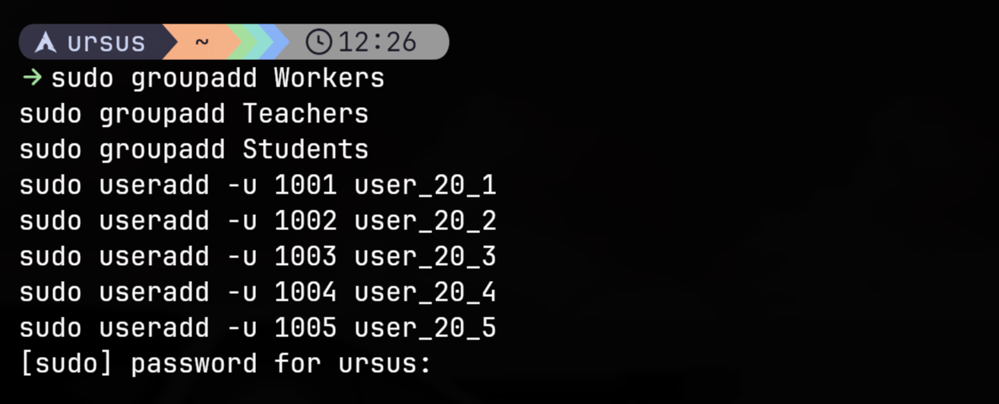 ursus ~ 12:26
→ sudo groupadd Workers
sudo groupadd Teachers
sudo groupadd Students
sudo useradd -u 1001 user_20_1
sudo useradd -u 1002 user_20_2
sudo useradd -u 1003 user_20_3
sudo useradd -u 1004 user_20_4
sudo useradd -u 1005 user_20_5
[sudo] password for ursus: